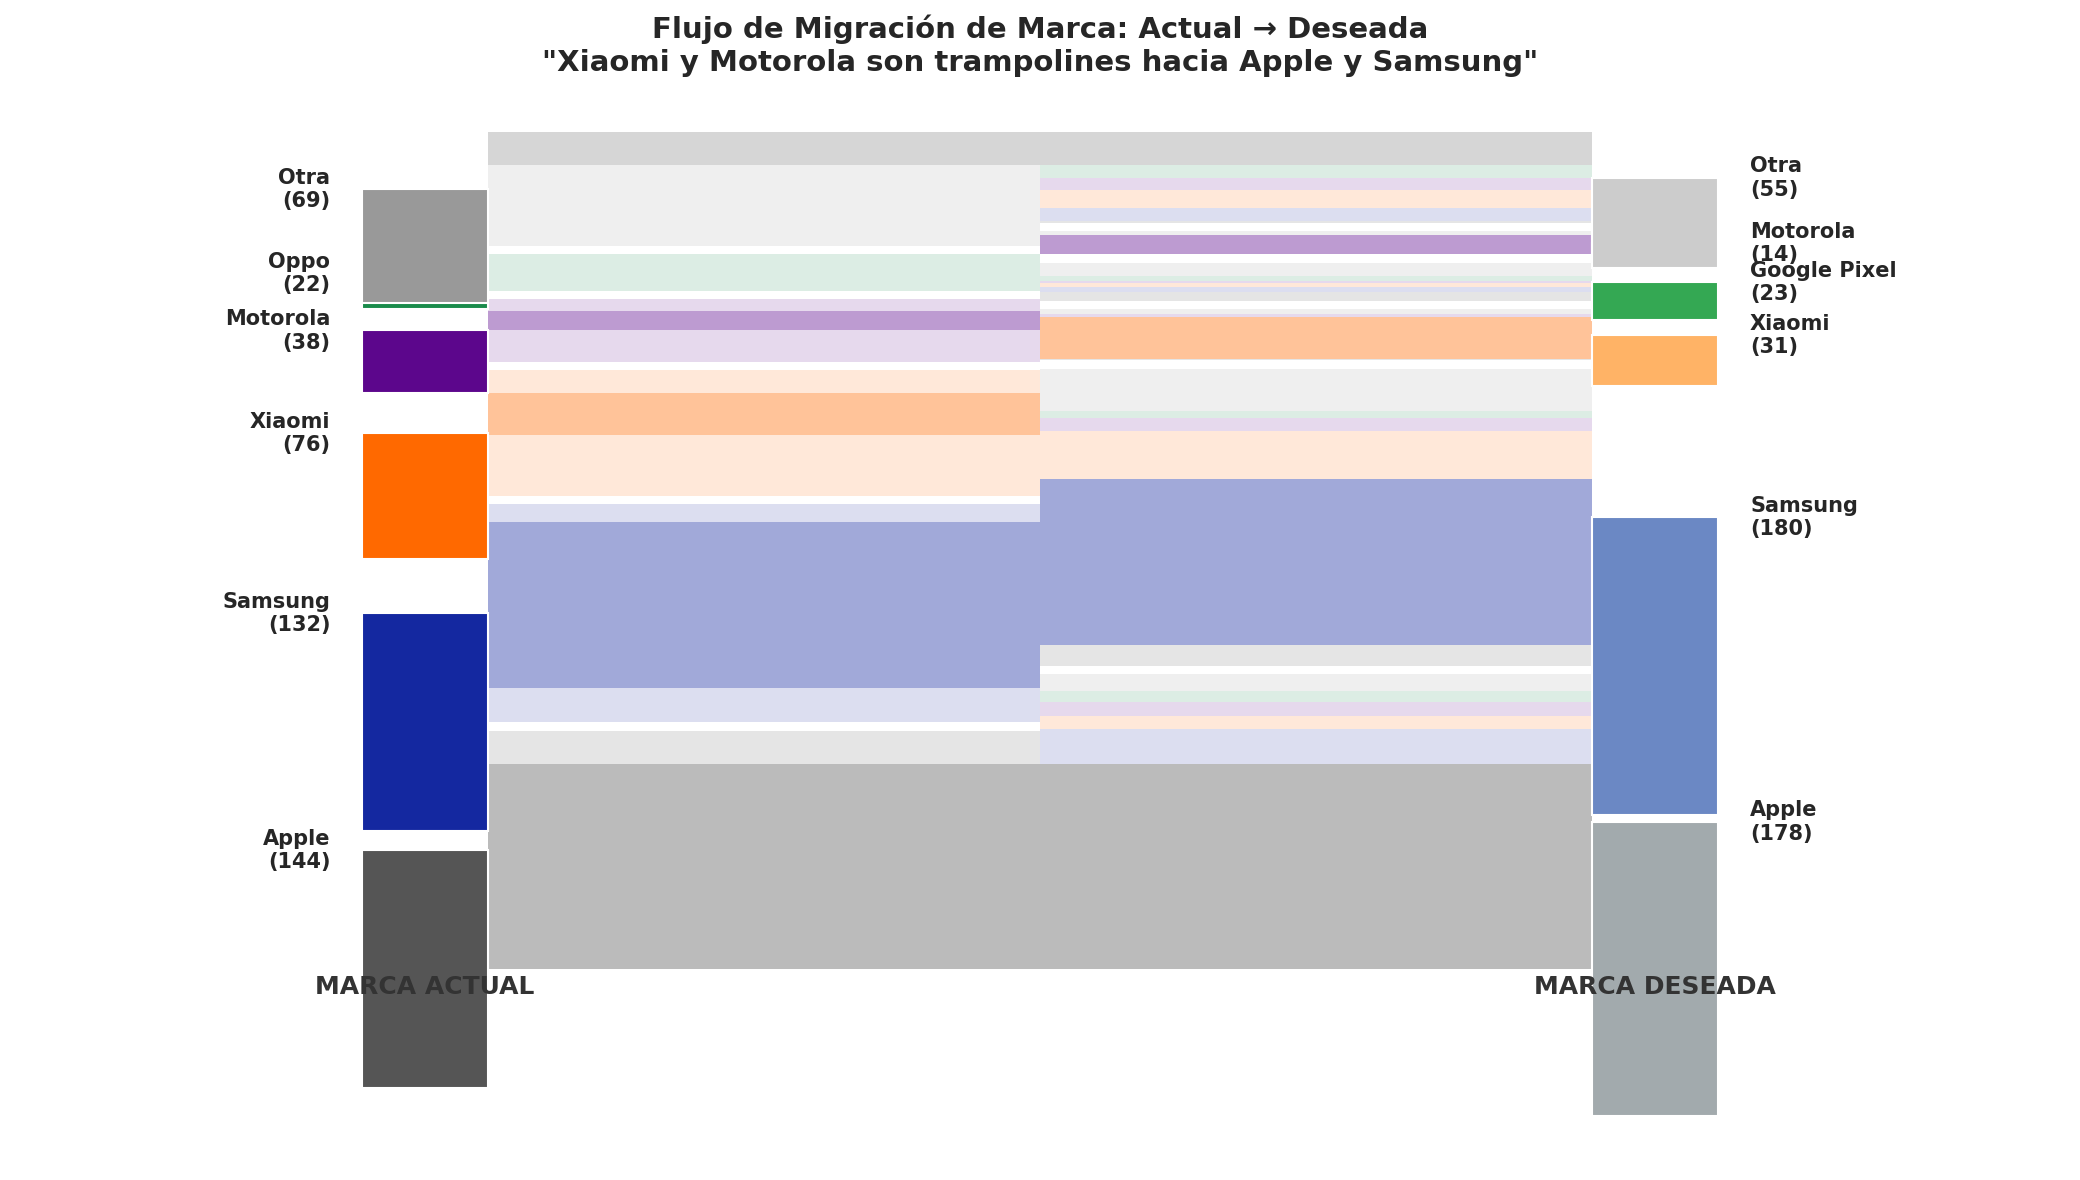 Flujo de Migración de Marca: Actual → Deseada
"Xiaomi y Motorola son trampolines hacia Apple y Samsung"
Otra
(69)
Oppo
(22)
Motorola
(38)
Xiaomi
(76)
Samsung
(132)
Apple
(144)
MARCA ACTUAL
Otra
(55)
Motorola
(14)
Google Pixel
(23)
Xiaomi
(31)
Samsung
(180)
Apple
(178)
MARCA DESEADA